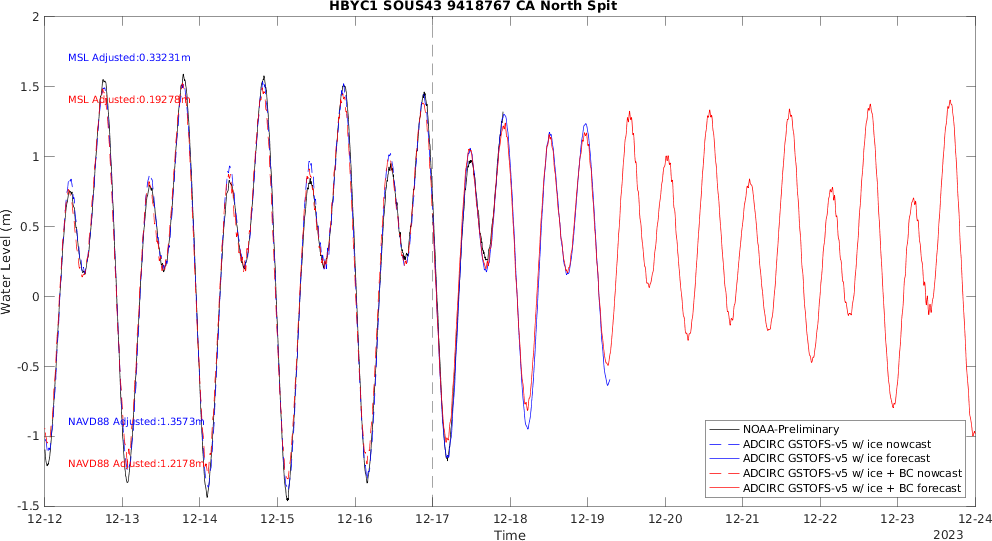 HBYC1 SOUS43 9418767 CA North Spit
2
1.5
1
0.5
0
-0.5
-1
-1.5
Water Level (m)
MSL Adjusted:0.33231m
MSL Adjusted:0.19278m
NAVD88 Adjusted:1.3573m
NAVD88 Adjusted:1.2178m
NOAA-Preliminary
ADCIRC GSTOFS-v5 w/ ice nowcast
ADCIRC GSTOFS-v5 w/ ice forecast
ADCIRC GSTOFS-v5 w/ ice + BC nowcast
ADCIRC GSTOFS-v5 w/ ice + BC forecast
12-12 12-13 12-14 12-15 12-16 12-17 12-18 12-19 12-20 12-21 12-22 12-23 12-24
Time
2023